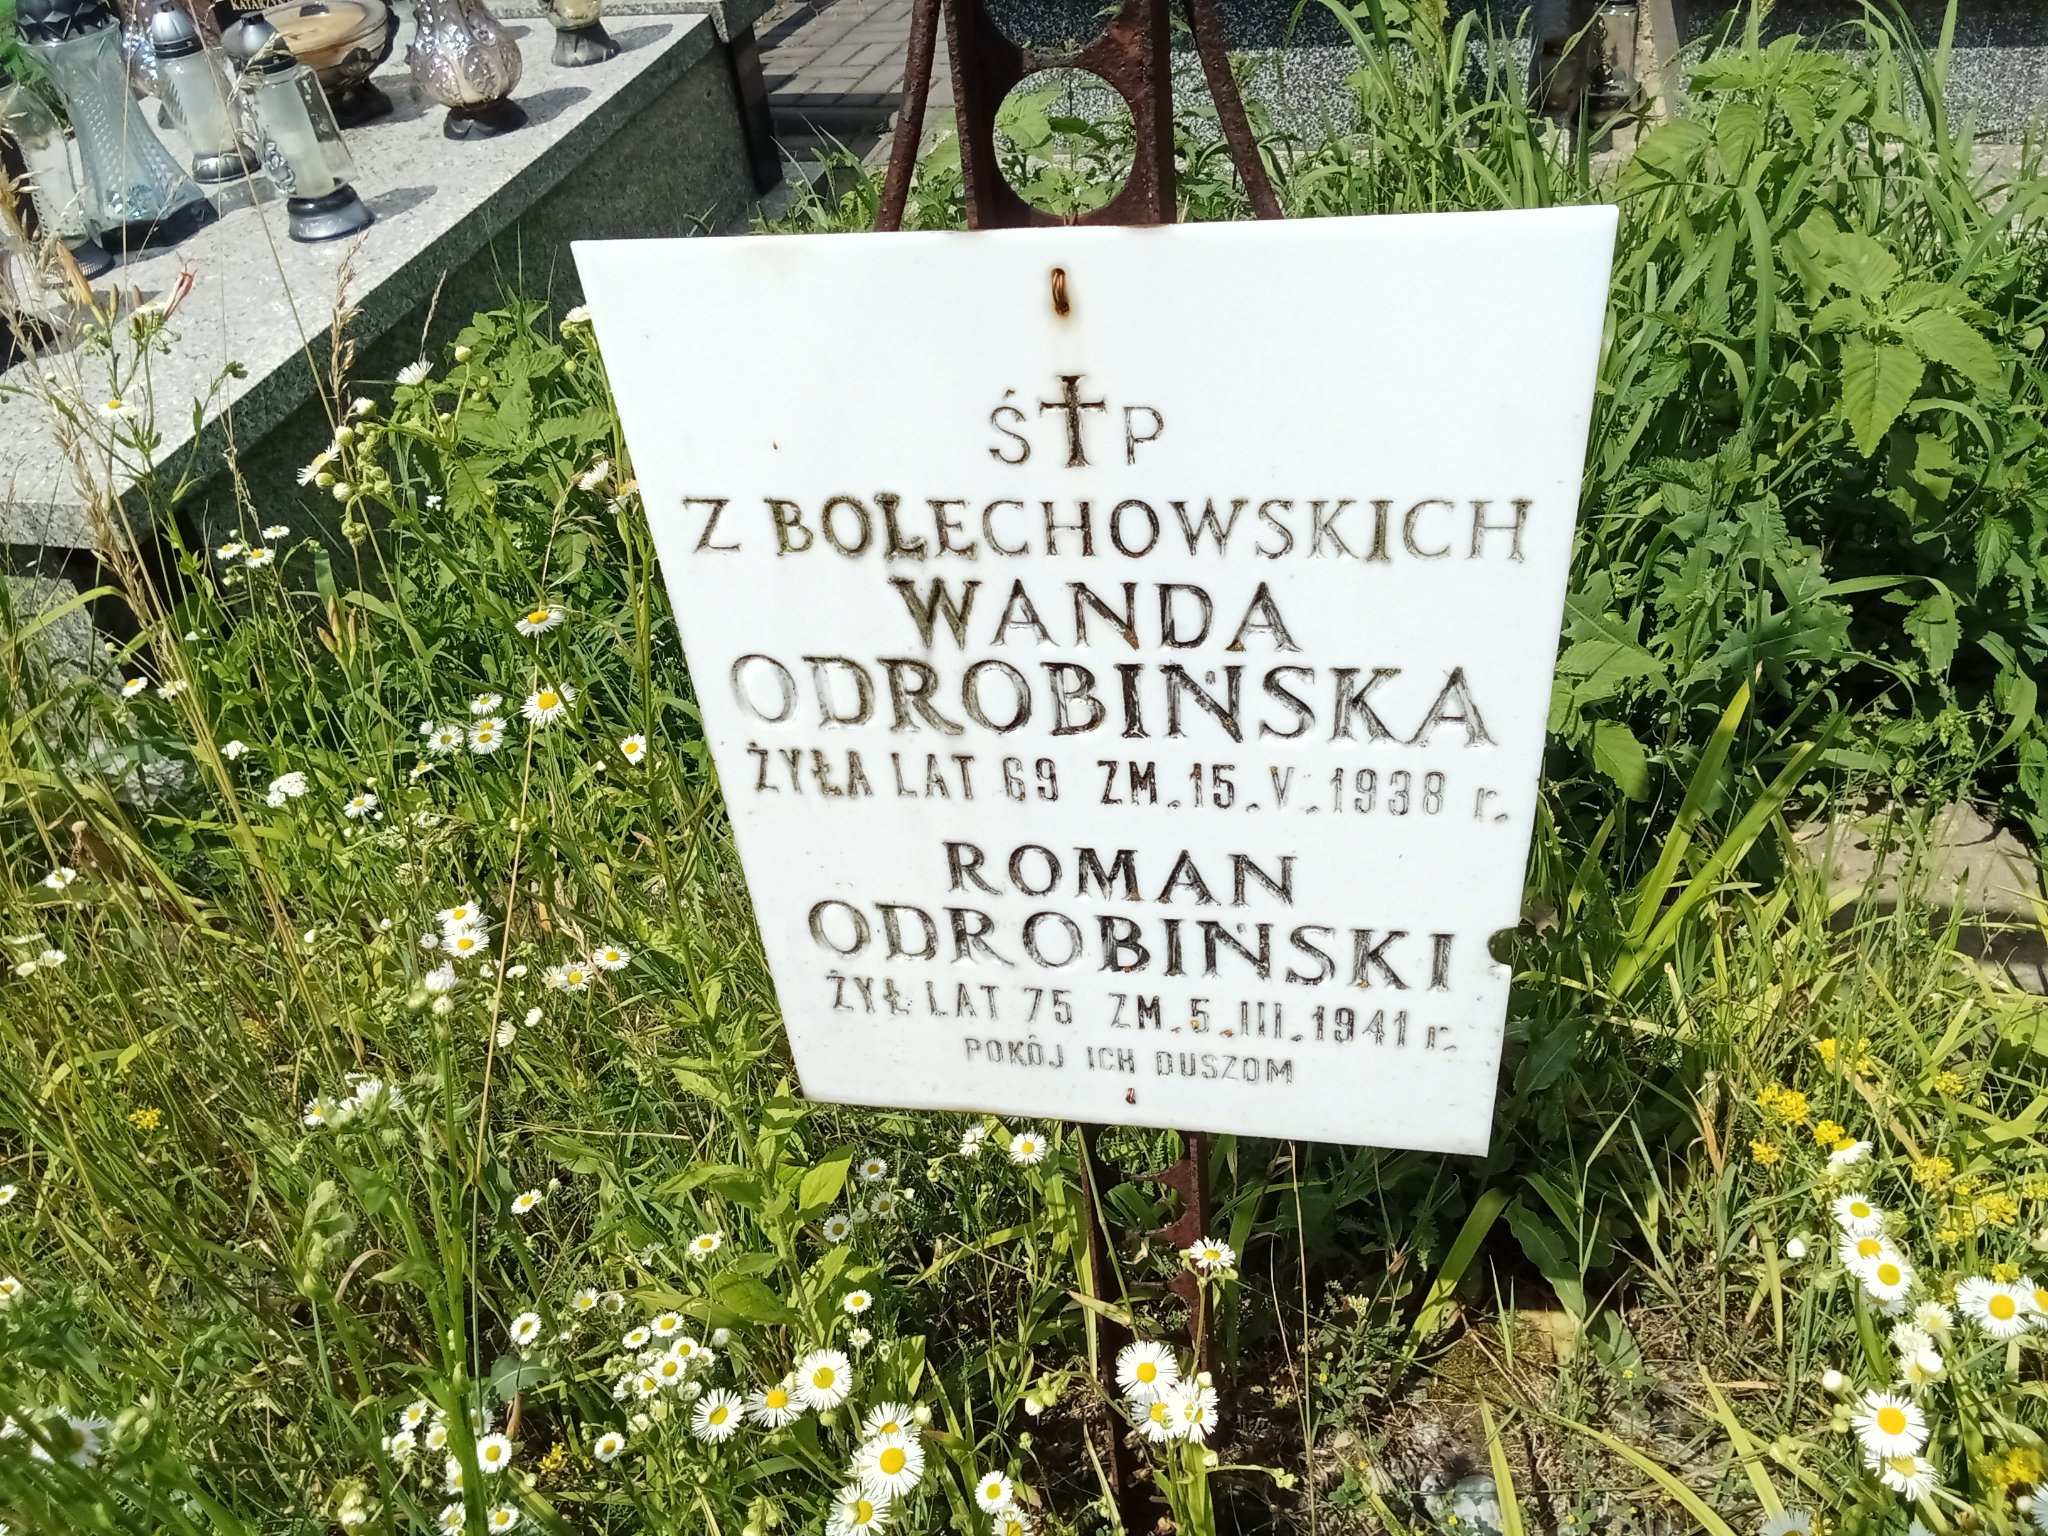 Ś✝P
Z BOLECHOWSKICH
WANDA
ODROBIŃSKA
ŻYŁA LAT 69 ZM. 15. V. 1938 r.
ROMAN
ODROBIŃSKI
ŻYŁ LAT 75 ZM. 5. III. 1941 r.
POKÓJ ICH DUSZOM